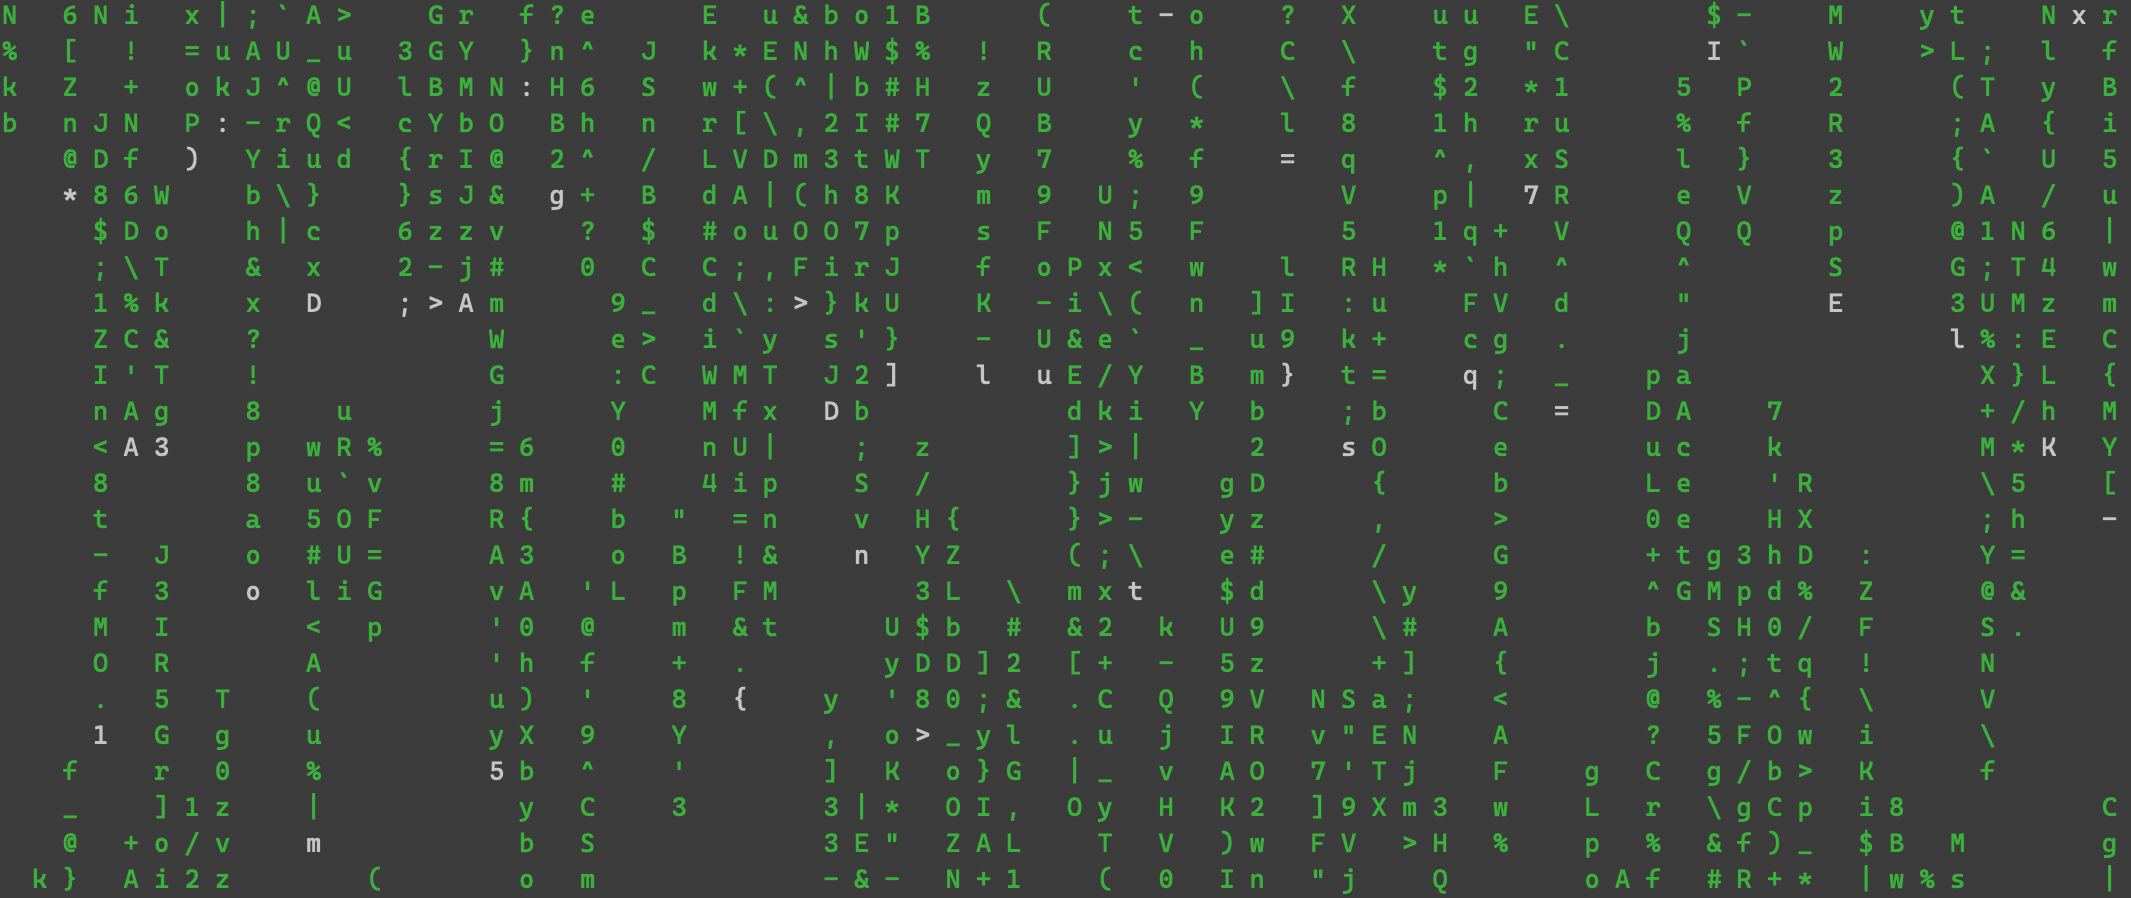 N 6 N i x | ; ` A > G r f ? e E u & b o 1 B ( t - o ? X u u E \ $ - M y t N x r
% [ ! = u A U _ u 3 G Y } n ^ J k * E N h W $ % ! R c h C \ t g " C I ` W > L ; l f
k Z + o k J ^ @ U l B M N : H 6 S w + ( ^ | b # H z U ' ( \ f $ 2 * 1 5 P 2 ( T y B
b n J N P : - r Q < c Y b O B h n r [ \ , 2 I # 7 Q B y * l 8 1 h r u % f R ; A { i
@ D f ) Y i u d { r I @ 2 ^ / L V D m 3 t W T y 7 % f = q ^ , x S l } 3 { ` U 5
* 8 6 W b \ } } s J & g + B d A | ( h 8 K m 9 U ; 9 V p | 7 R e V z ) A / u
$ D o h | c 6 z z v ? $ # o u O O 7 p s F N 5 F 5 1 q + V Q Q p @ 1 N 6 |
; \ T & x 2 - j # 0 C C ; , F i r J f o P x < w l R H * ` h ^ ^ S G ; T 4 w
1 % k x D ; > A m 9 _ d \ : > } k U K - i \ ( n ] I : u F V d " E 3 U M z m
Z C & ? W e > i ` y s ' } - U & e ` _ u 9 k + c g . j l % : E C
I ' T ! G : C W M T J 2 ] l u E / Y B m } t = q ; _ p a X } L {
n A g 8 u j Y M f x D b d k i Y b ; b C = D A 7 + / h M
< A 3 p w R % = 6 0 n U | ; z ] > | 2 s O e u c k M * K Y
8 8 u ` v 8 m # 4 i p S / } j w g D { b L e ' R \ 5 [
t a 5 O F R { b " = n v H { } > - y z , > 0 e H X ; h -
- J o # U = A 3 o B ! & n Y Z ( ; \ e # / G + t g 3 h D : Y =
f 3 o l i G v A ' L p F M 3 L \ m x t $ d \ y 9 ^ G M p d % Z @ &
M I < p ' 0 @ m & t U $ b # & 2 k U 9 \ # A b S H 0 / F S .
O R A ' h f + . y D D ] 2 [ + - 5 z + ] { j . ; t q ! N
. 5 T ( u ) ' 8 { y ' 8 0 ; & . C Q 9 V N S a ; < @ % - ^ { \ V
1 G g u y X 9 Y , o > _ y l . u j I R v " E N A ? 5 F O w i \
f r 0 % 5 b ^ ' ] K o } G | _ v A O 7 ' T j F g C g / b > K f
_ ] 1 z | y C 3 3 | * O I , O y H K 2 ] 9 X m 3 w L r \ g C p i 8 C
@ + o / v m b S 3 E " Z A L T V ) w F V > H % p % & f ) _ $ B M g
k } A i 2 z ( o m - & - N + 1 ( 0 I n " j Q o A f # R + * | w % s |